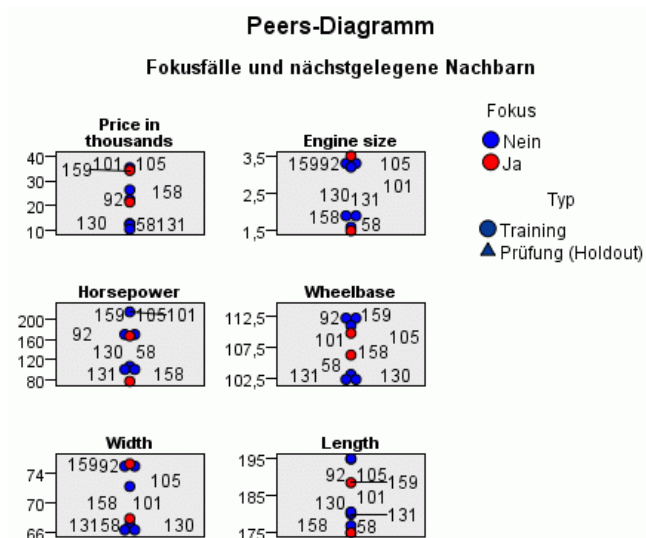 Peers-Diagramm
Fokusfälle und nächstgelegene Nachbarn
Fokus
Nein
Ja
Typ
Training
Prüfung (Holdout)
Price in
thousands
40
30
20
10
101 105
159
158
92
130 58131
Engine size
3,5
2,5
1,5
15992 105
101
130131
158 58
Horsepower
200
160
120
80
159 105101
92
130 58
131 158
Wheelbase
112,5
107,5
102,5
92 159
101 105
158
58
131 130
Width
74
70
66
15992
105
158 101
13158 130
Length
195
185
175
92 105 159
101
130 131
158 58